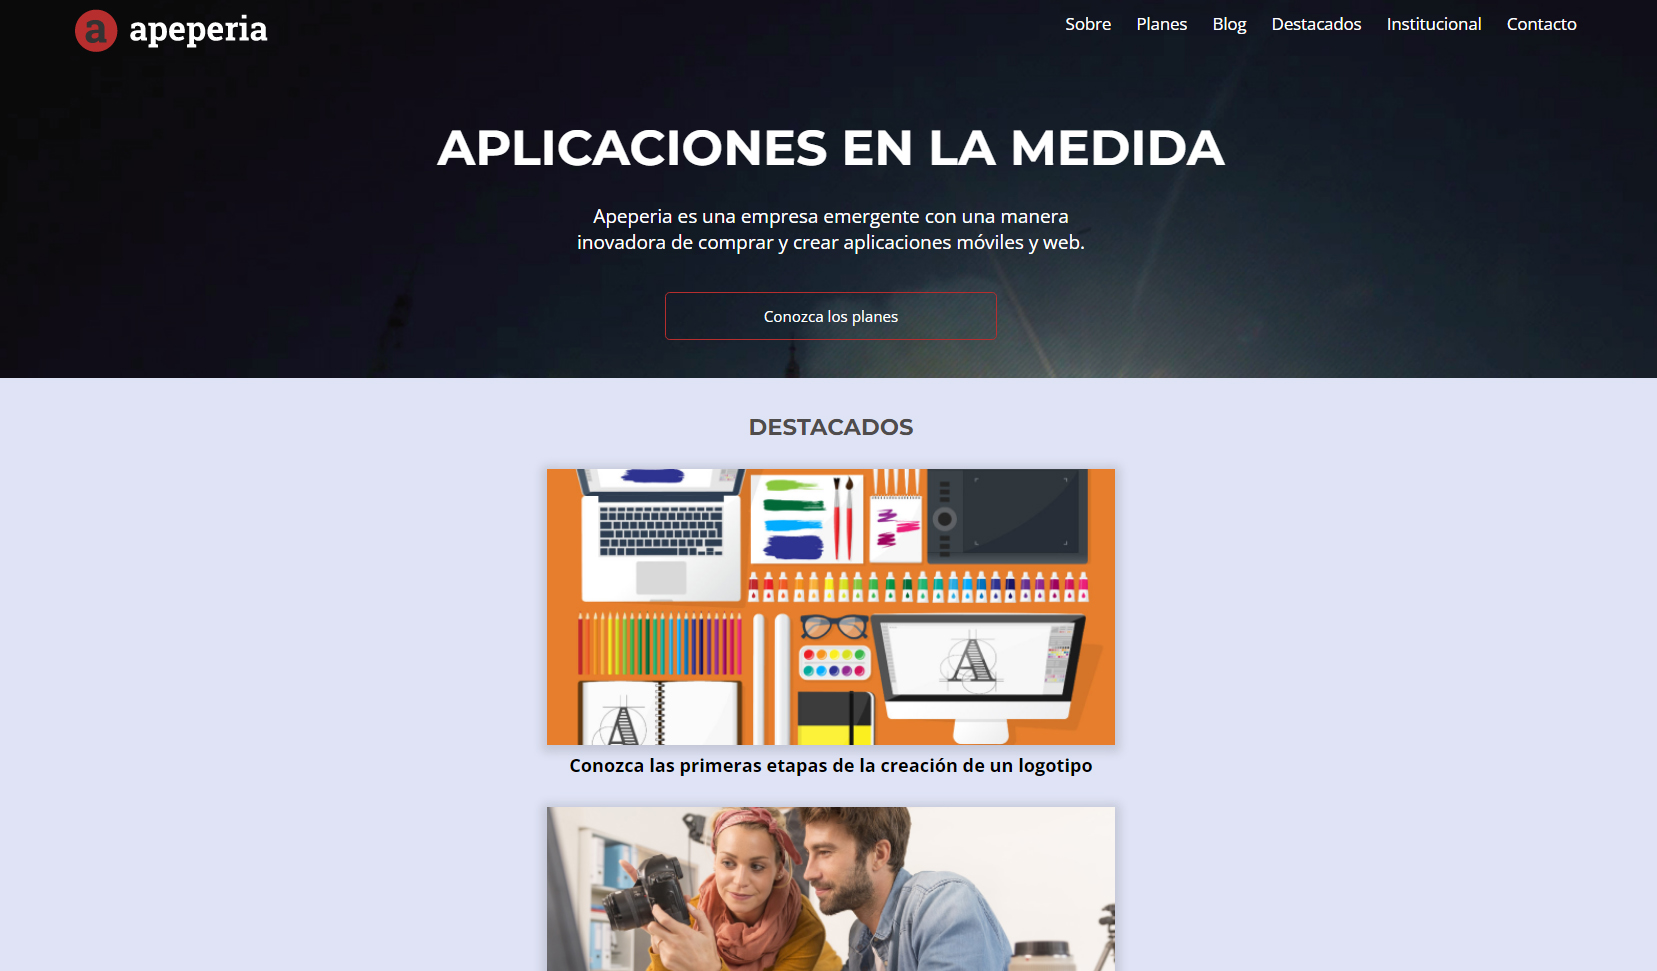 a apeperia
Sobre Planes Blog Destacados Institucional Contacto
APLICACIONES EN LA MEDIDA
Apeperia es una empresa emergente con una manera
inovadora de comprar y crear aplicaciones móviles y web.
Conozca los planes
DESTACADOS
A
A
Conozca las primeras etapas de la creación de un logotipo